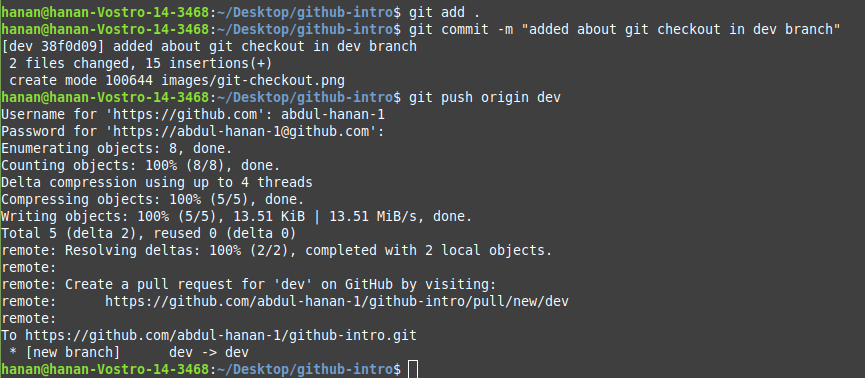 hanan@hanan-Vostro-14-3468:~/Desktop/github-intro$ git add .
hanan@hanan-Vostro-14-3468:~/Desktop/github-intro$ git commit -m "added about git checkout in dev branch"
[dev 38f0d09] added about git checkout in dev branch
 2 files changed, 15 insertions(+)
 create mode 100644 images/git-checkout.png
hanan@hanan-Vostro-14-3468:~/Desktop/github-intro$ git push origin dev
Username for 'https://github.com': abdul-hanan-1
Password for 'https://abdul-hanan-1@github.com':
Enumerating objects: 8, done.
Counting objects: 100% (8/8), done.
Delta compression using up to 4 threads
Compressing objects: 100% (5/5), done.
Writing objects: 100% (5/5), 13.51 KiB | 13.51 MiB/s, done.
Total 5 (delta 2), reused 0 (delta 0)
remote: Resolving deltas: 100% (2/2), completed with 2 local objects.
remote:
remote: Create a pull request for 'dev' on GitHub by visiting:
remote:      https://github.com/abdul-hanan-1/github-intro/pull/new/dev
remote:
To https://github.com/abdul-hanan-1/github-intro.git
 * [new branch]      dev -> dev
hanan@hanan-Vostro-14-3468:~/Desktop/github-intro$